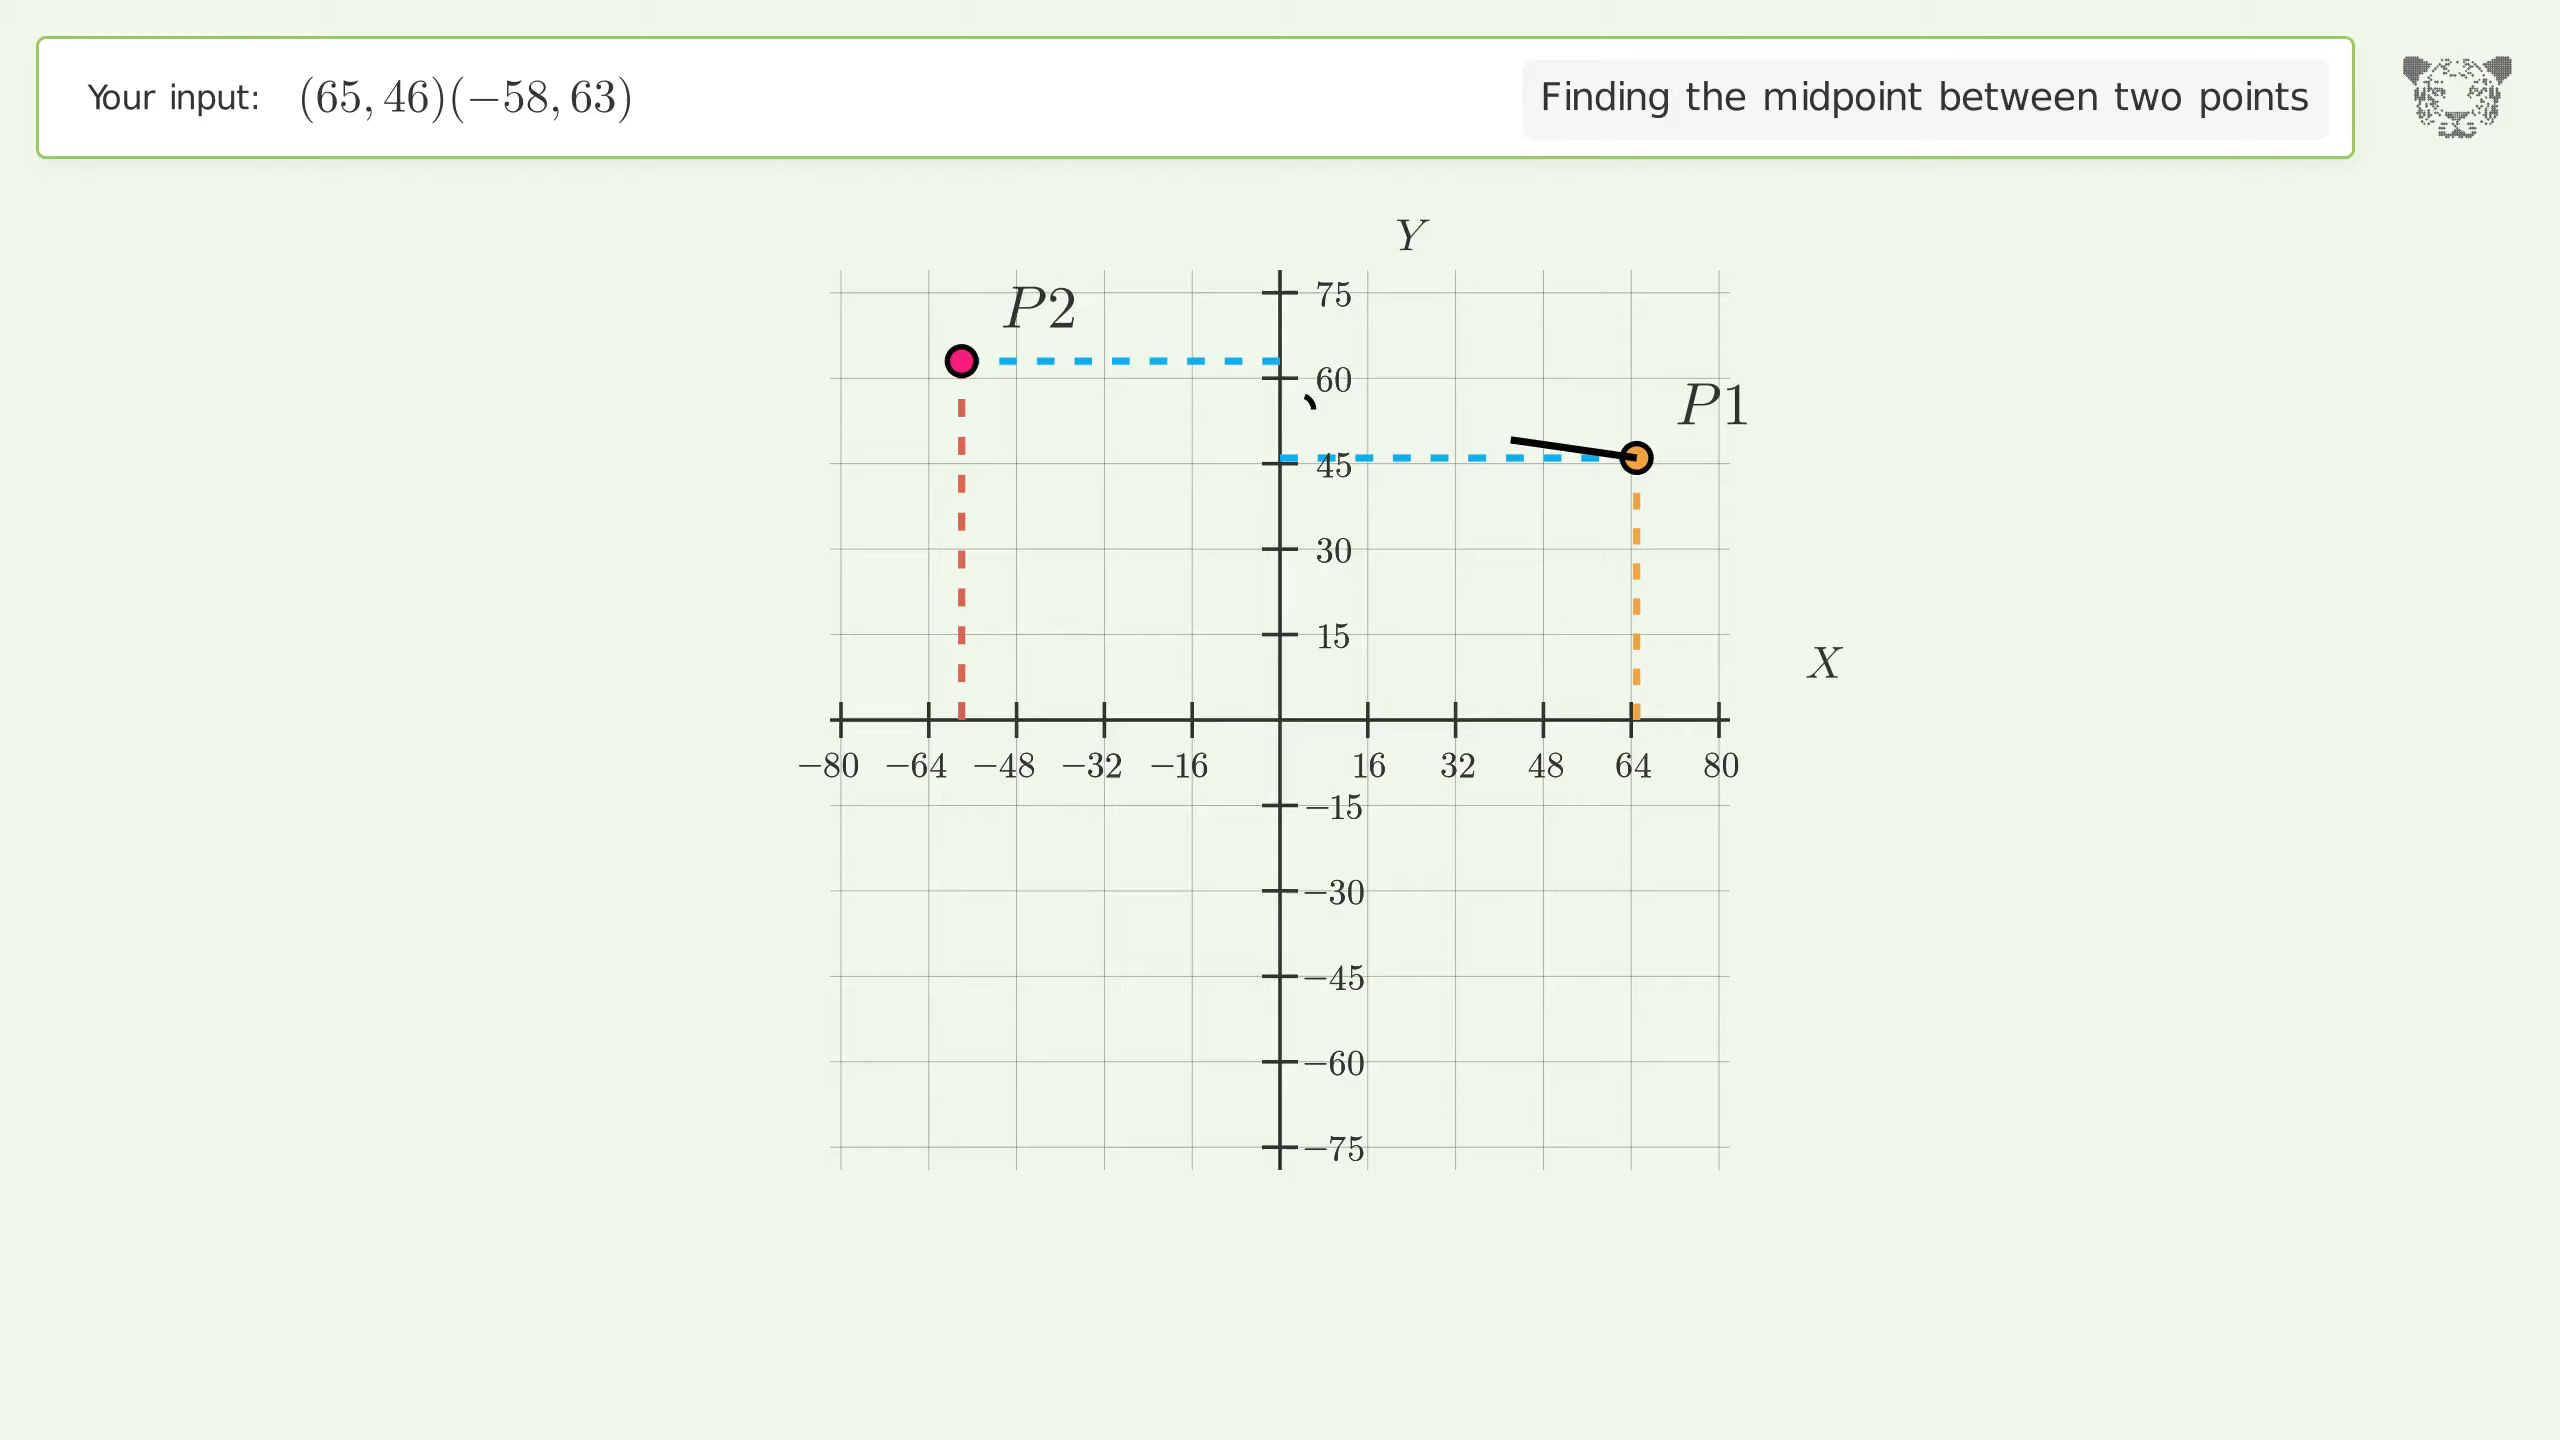 Your input: (65, 46)(−58, 63)
Finding the midpoint between two points
Y
75
P2
60
P1
45
30
15
X
−80 −64 −48 −32 −16 16 32 48 64 80
−15
−30
−45
−60
−75